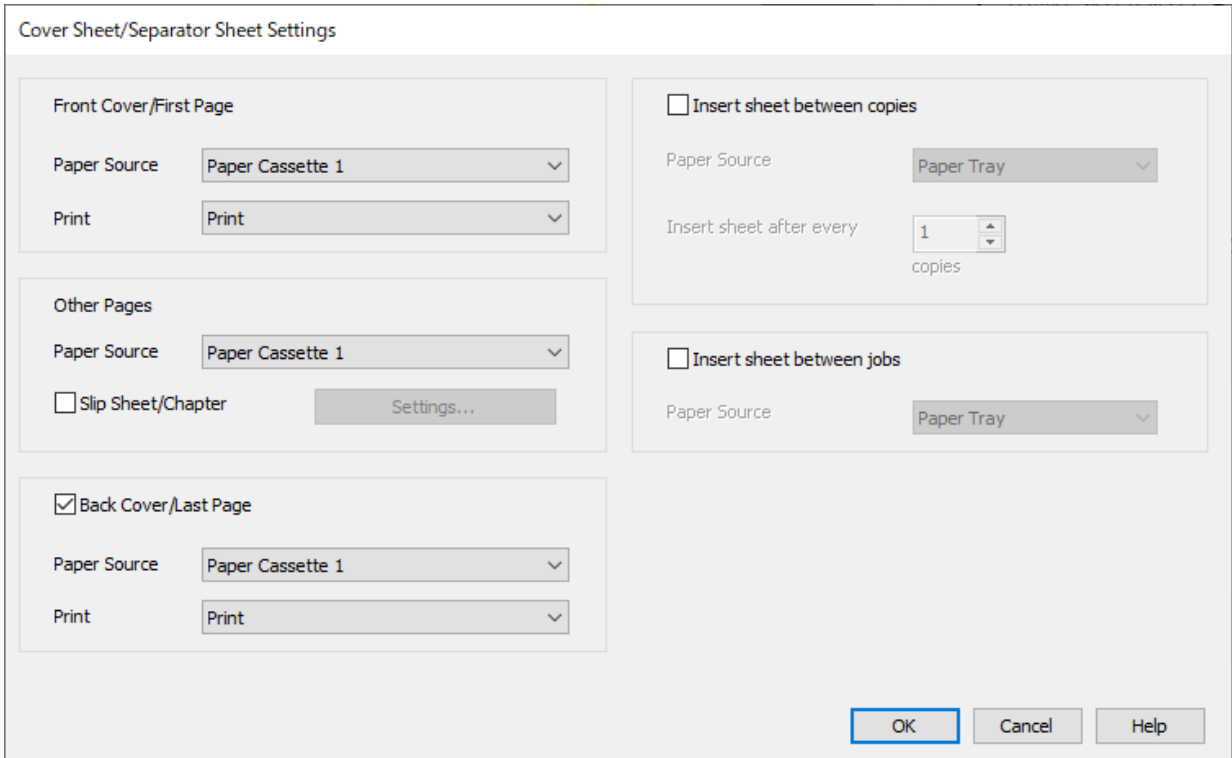 Cover Sheet/Separator Sheet Settings
Front Cover/First Page
Paper Source Paper Cassette 1
Print Print
Other Pages
Paper Source Paper Cassette 1
Slip Sheet/Chapter Settings...
Back Cover/Last Page
Paper Source Paper Cassette 1
Print Print
Insert sheet between copies
Paper Source Paper Tray
Insert sheet after every 1
copies
Insert sheet between jobs
Paper Source Paper Tray
OK Cancel Help